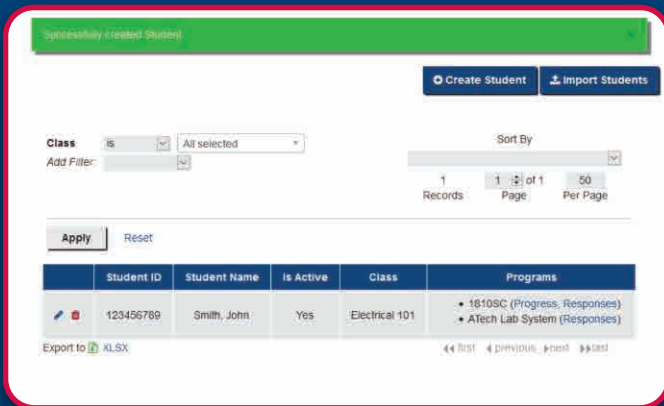 Successfully created Student
Create Student Import Students
Class is All selected
Sort By
Add Filter:
1 1 of 1 50
Records Page Per Page
Apply Reset
Student ID Student Name Is Active Class Programs
123456789 Smith, John Yes Electrical 101
• 1810SC (Progress, Responses)
• ATech Lab System (Responses)
Export to XLSX
first previous next last